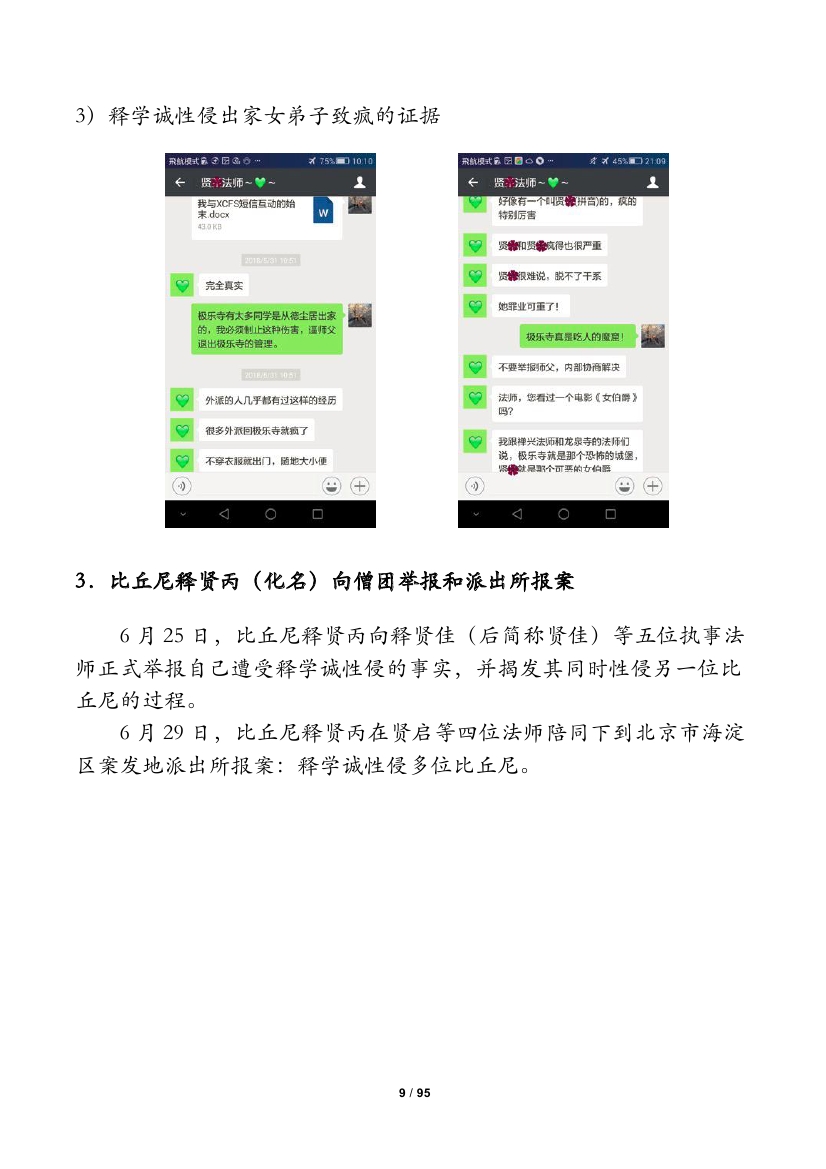 3）释学诚性侵出家女弟子致疯的证据
飛航模式
75%
10:10
贤法师～～
我与XCFS短信互动的始
末.docx
43.0 KB
2018/5/31 16:51
完全真实
极乐寺有太多同学是从德尘居出家
的，我必须制止这种伤害，逼师父
退出极乐寺的管理。
2018/5/31 16:51
外派的人几乎都有过这样的经历
很多外派回极乐寺就疯了
不穿衣服就出门，随地大小便
飛航模式
45%
21:09
贤法师～～
好像有一个叫贤(拼音)的，疯的
特别厉害
贤和贤疯得也很严重
贤很难说，脱不了干系
她罪业可重了！
极乐寺真是吃人的魔窟！
不要举报师父，内部协商解决
法师，您看过一个电影《女伯爵》
吗？
我跟禅兴法师和龙泉寺的法师们
说，极乐寺就是那个恐怖的城堡，
贤就是那个可恶的女伯爵
3．比丘尼释贤丙（化名）向僧团举报和派出所报案
6 月 25 日，比丘尼释贤丙向释贤佳（后简称贤佳）等五位执事法
师正式举报自己遭受释学诚性侵的事实，并揭发其同时性侵另一位比
丘尼的过程。
6 月 29 日，比丘尼释贤丙在贤启等四位法师陪同下到北京市海淀
区案发地派出所报案：释学诚性侵多位比丘尼。
9 / 95